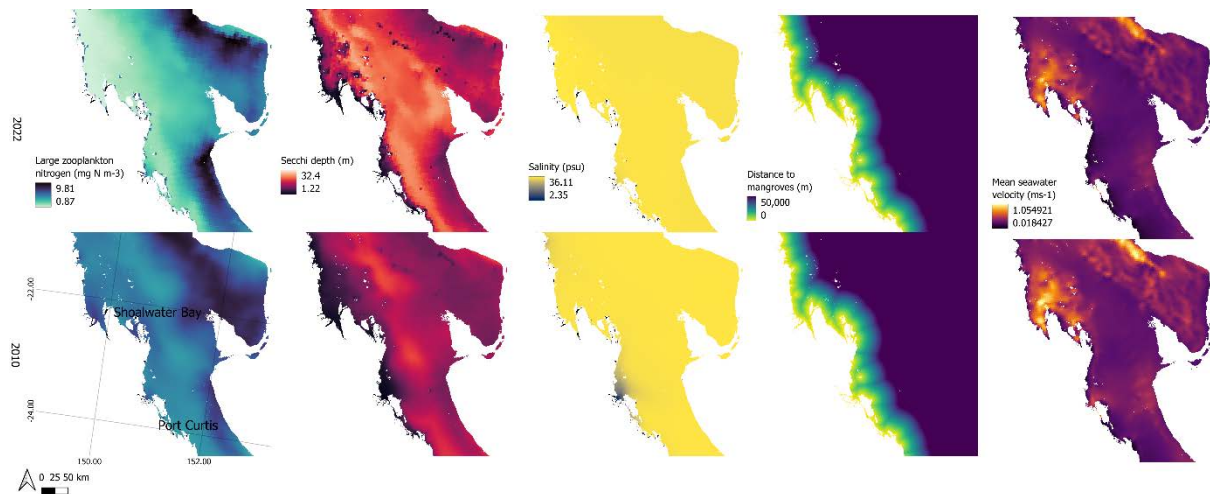 2022
Large zooplankton
nitrogen (mg N m-3)
9.81
0.87
Secchi depth (m)
32.4
1.22
Salinity (psu)
36.11
2.35
Distance to
mangroves (m)
50,000
0
Mean seawater
velocity (ms-1)
1.054921
0.018427
2010
-22.00
Shoalwater Bay
-24.00
Port Curtis
150.00
152.00
0 25 50 km